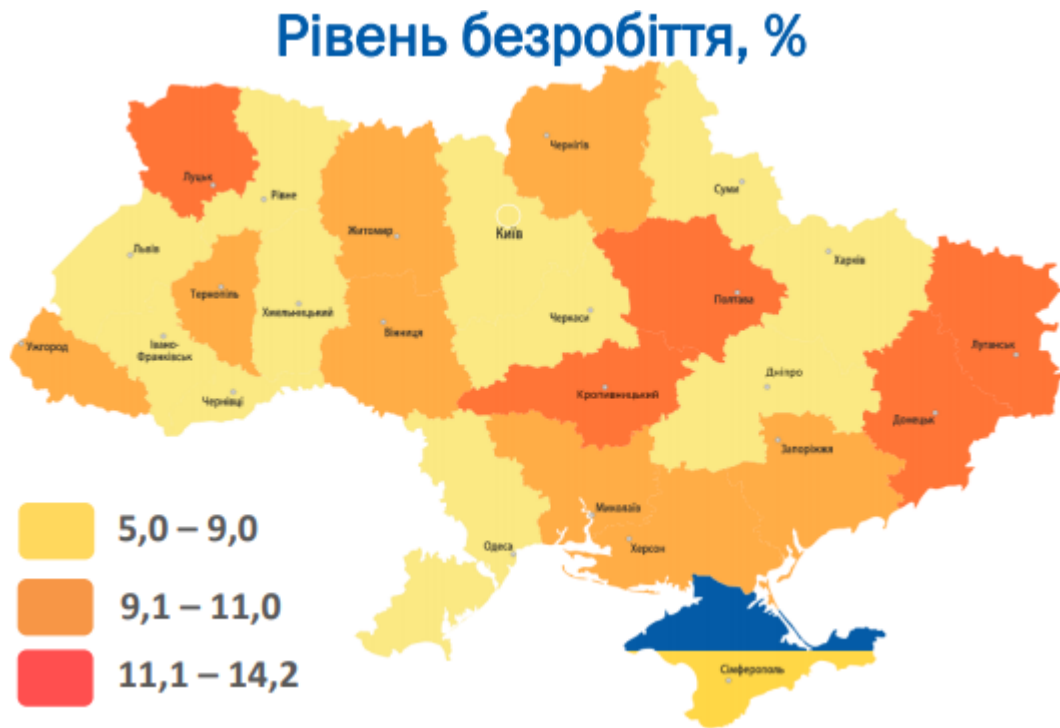 Рівень безробіття, %
Чернігів
Луцьк
Суми
Рівне
Житомир
Київ
Львів
Харків
Тернопіль
Полтава
Хмельницький
Черкаси
Вінниця
Ужгород
Івано-
Франківськ
Луганськ
Дніпро
Кропивницький
Чернівці
Донецьк
Запоріжжя
Миколаїв
Одеса
Херсон
Сімферополь
5,0 – 9,0
9,1 – 11,0
11,1 – 14,2